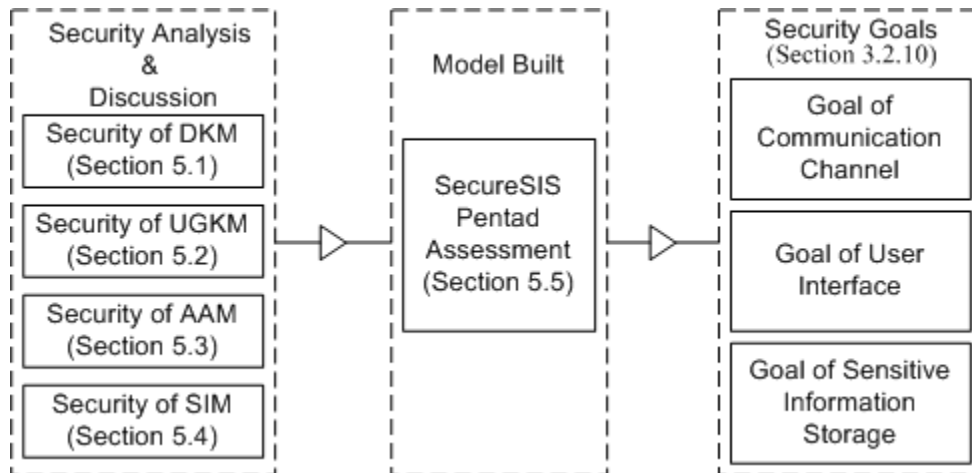 Security Analysis
&
Discussion
Security of DKM
(Section 5.1)
Security of UGKM
(Section 5.2)
Security of AAM
(Section 5.3)
Security of SIM
(Section 5.4)
Model Built
SecureSIS
Pentad
Assessment
(Section 5.5)
Security Goals
(Section 3.2.10)
Goal of
Communication
Channel
Goal of User
Interface
Goal of Sensitive
Information
Storage